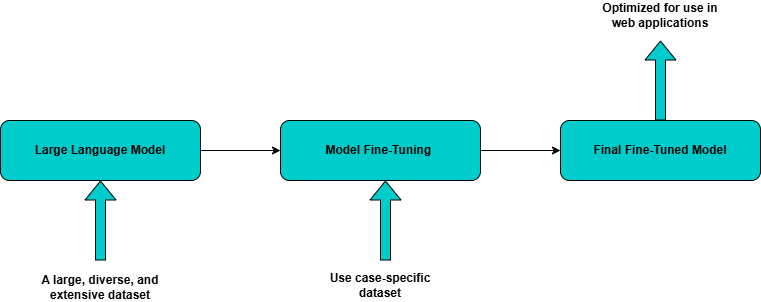 Optimized for use in
web applications
Large Language Model
Model Fine-Tuning
Final Fine-Tuned Model
A large, diverse, and
extensive dataset
Use case-specific
dataset